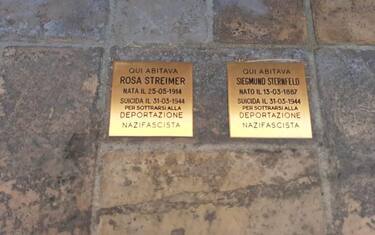 QUI ABITAVA
ROSA STREIMER
NATA IL 23-05-1914
SUICIDA IL 31-03-1944
PER SOTTRARSI ALLA
DEPORTAZIONE
NAZIFASCISTA
QUI ABITAVA
SIEGMUND STERNFELD
NATO IL 13-03-1887
SUICIDA IL 31-03-1944
PER SOTTRARSI ALLA
DEPORTAZIONE
NAZIFASCISTA